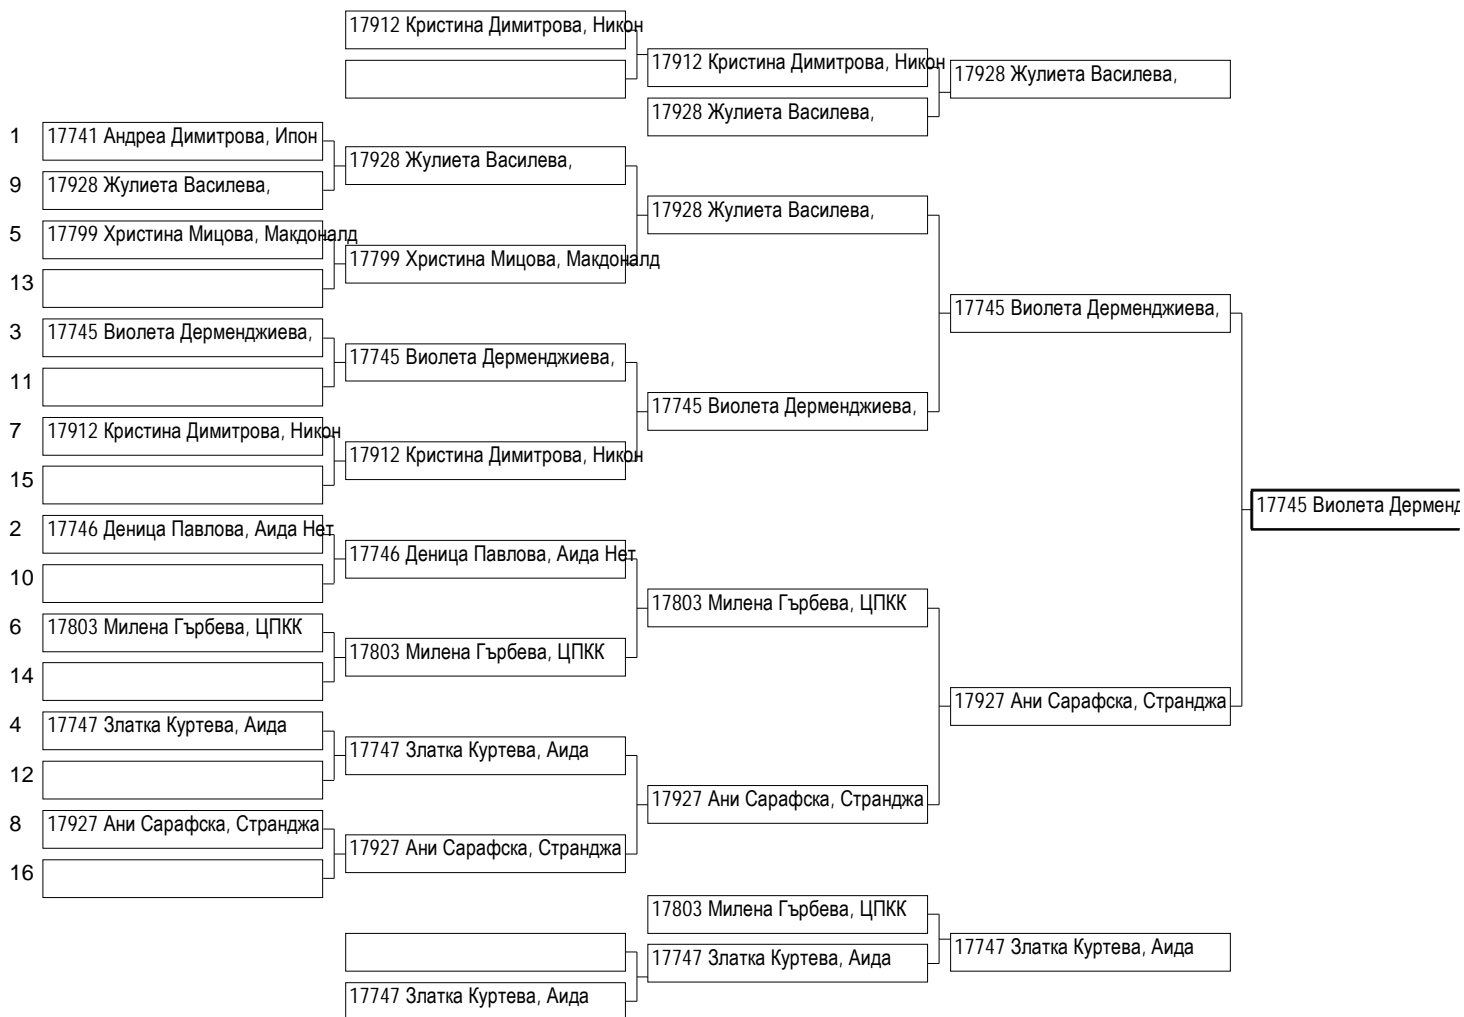 17912 Кристина Димитрова, Никон
17912 Кристина Димитрова, Никон
17928 Жулиета Василева,
17928 Жулиета Василева,
1 17741 Андреа Димитрова, Ипон
17928 Жулиета Василева,
9 17928 Жулиета Василева,
17928 Жулиета Василева,
5 17799 Христина Мицова, Макдоналд
17799 Христина Мицова, Макдоналд
13
17745 Виолета Дерменджиева,
3 17745 Виолета Дерменджиева,
17745 Виолета Дерменджиева,
11
17745 Виолета Дерменджиева,
7 17912 Кристина Димитрова, Никон
17912 Кристина Димитрова, Никон
15
17745 Виолета Дерменд
2 17746 Деница Павлова, Аида Нет
17746 Деница Павлова, Аида Нет
10
17803 Милена Гърбева, ЦПКК
6 17803 Милена Гърбева, ЦПКК
17803 Милена Гърбева, ЦПКК
14
17927 Ани Сарафска, Странджа
4 17747 Златка Куртева, Аида
17747 Златка Куртева, Аида
12
17927 Ани Сарафска, Странджа
8 17927 Ани Сарафска, Странджа
17927 Ани Сарафска, Странджа
16
17803 Милена Гърбева, ЦПКК
17747 Златка Куртева, Аида
17747 Златка Куртева, Аида
17747 Златка Куртева, Аида